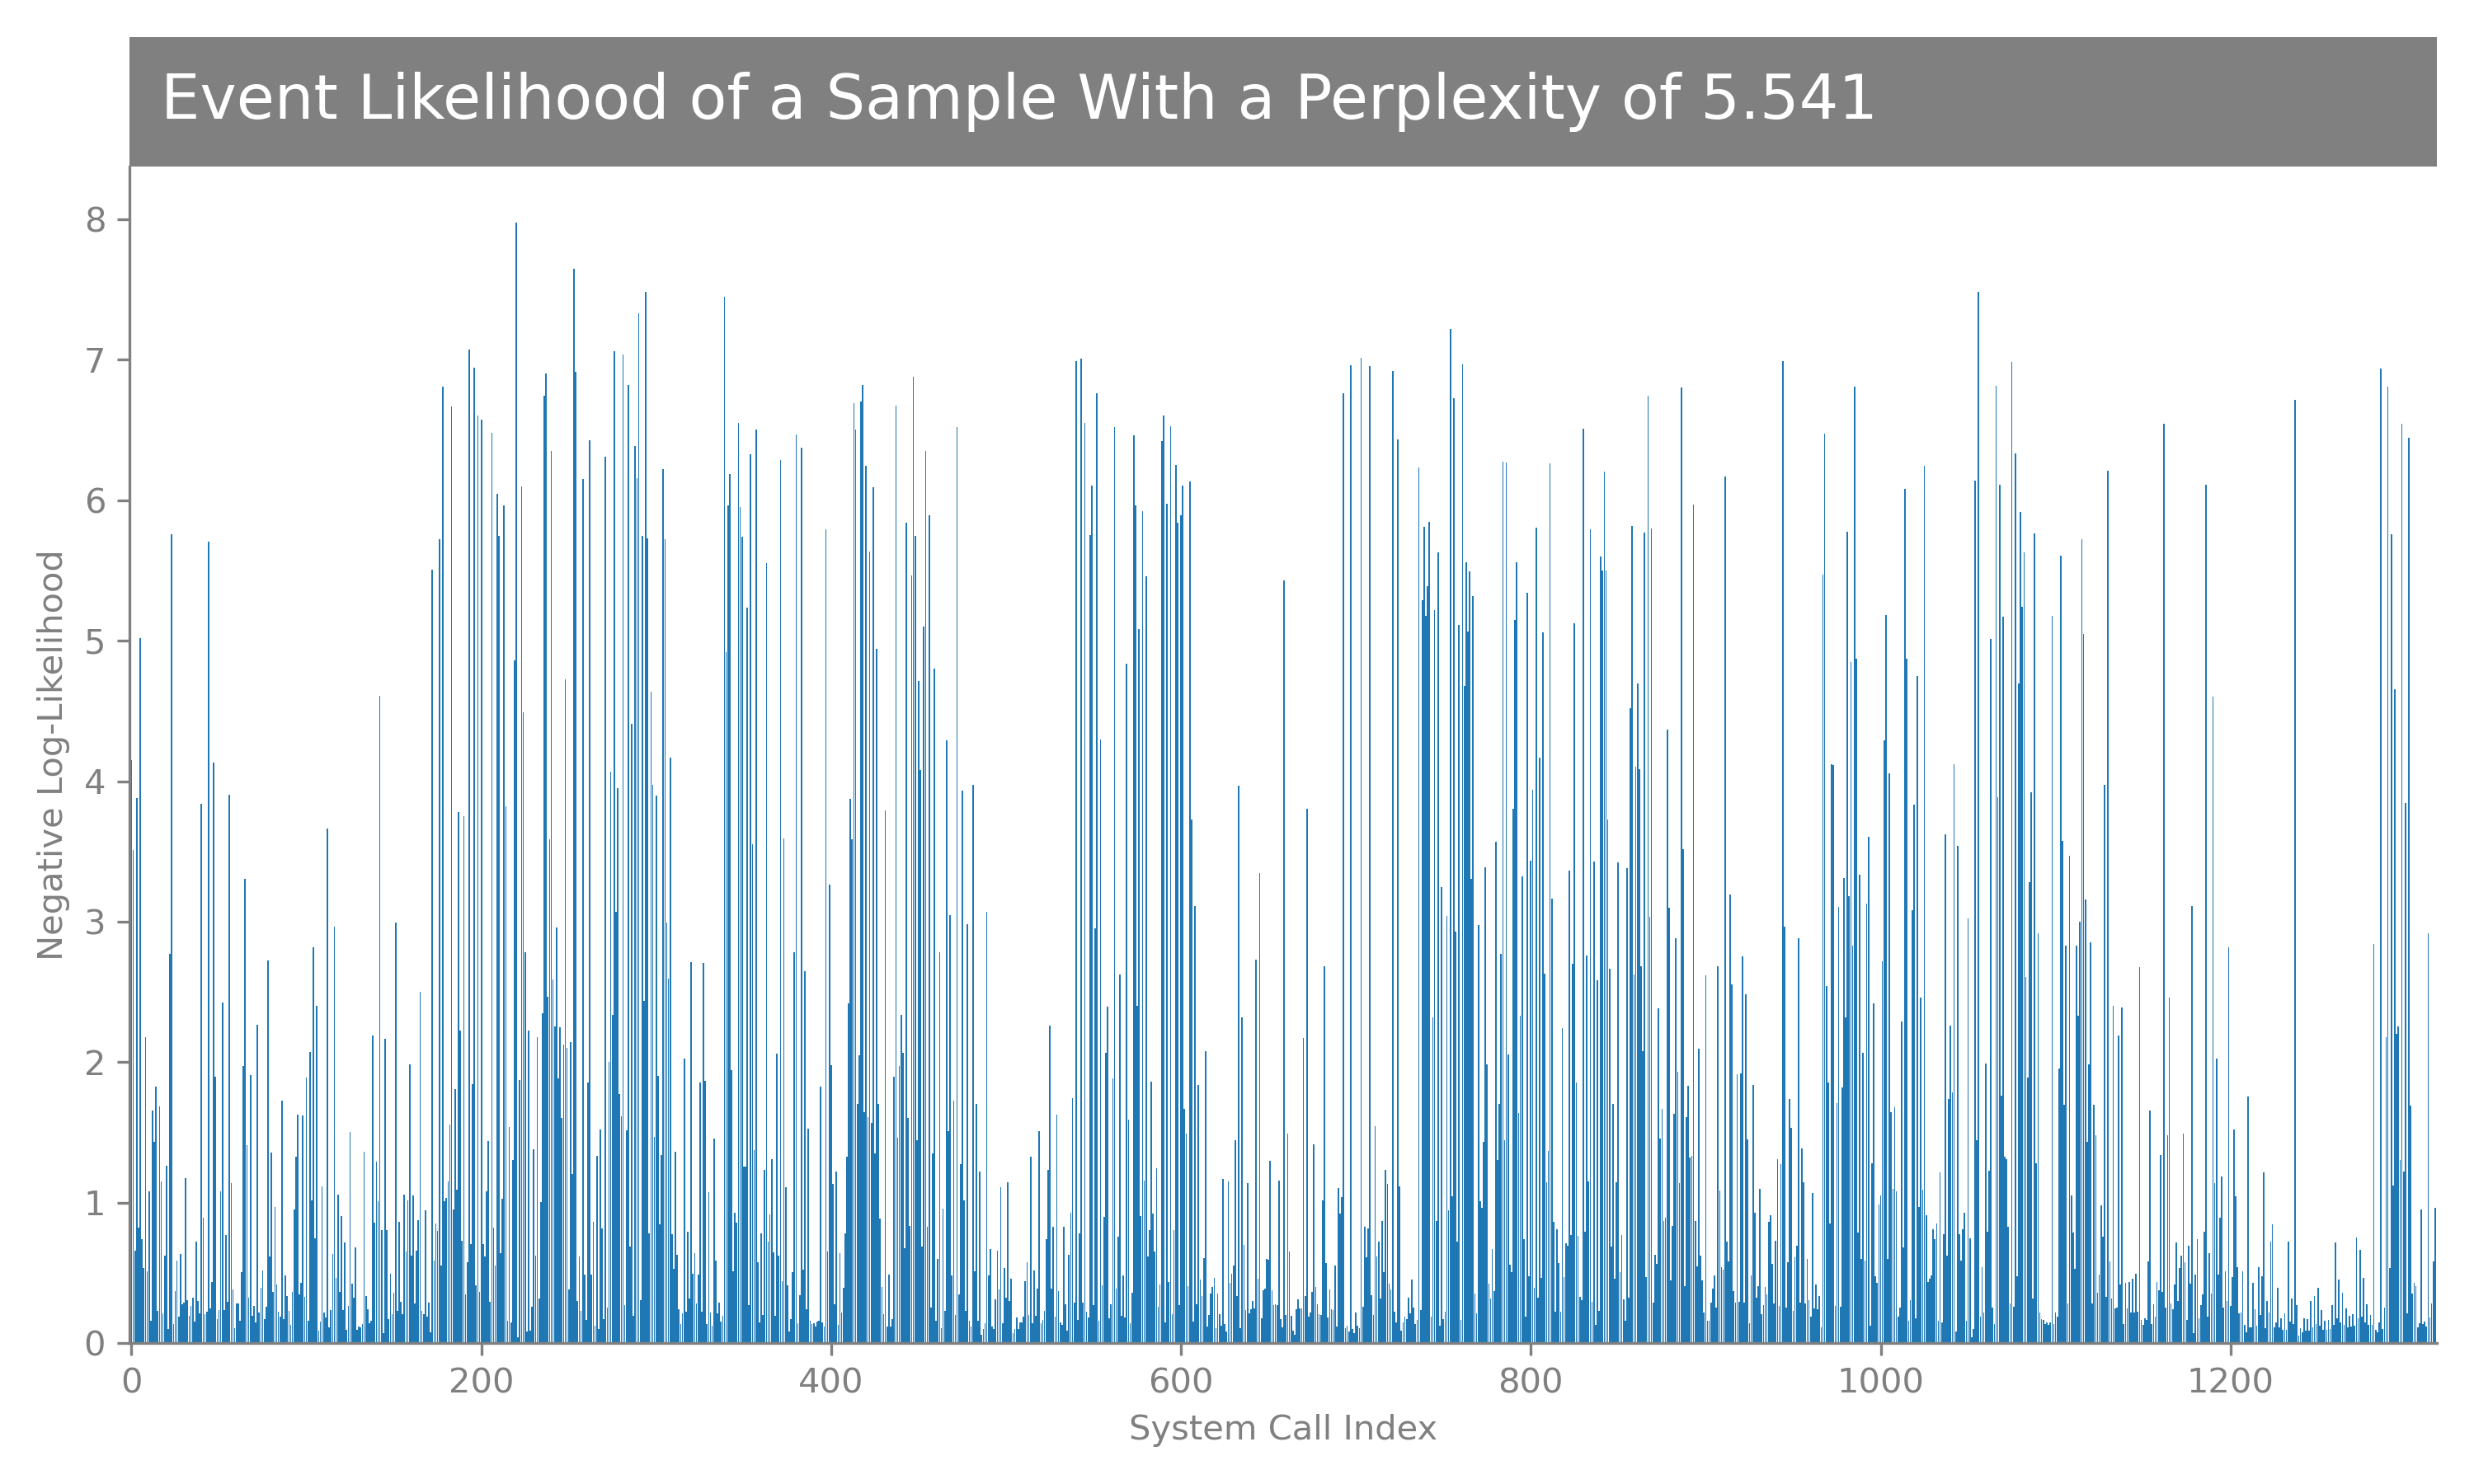 Event Likelihood of a Sample With a Perplexity of 5.541
8
7
6
5
4
3
2
1
0
Negative Log-Likelihood
0 200 400 600 800 1000 1200
System Call Index